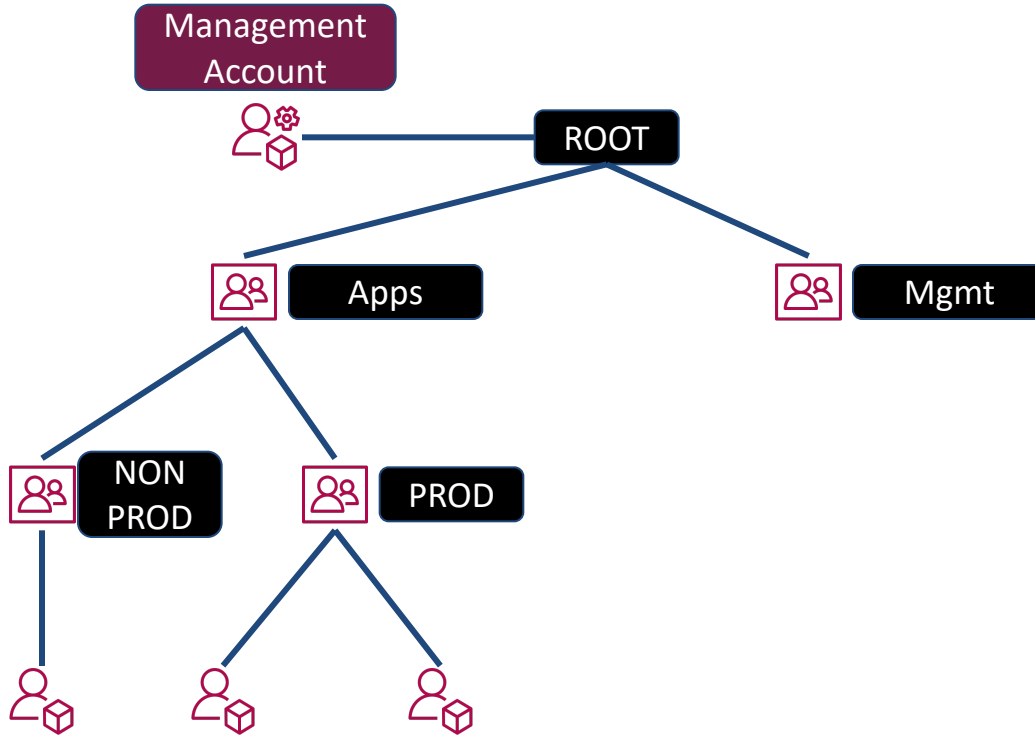 Management
Account
ROOT
Apps
Mgmt
NON
PROD
PROD